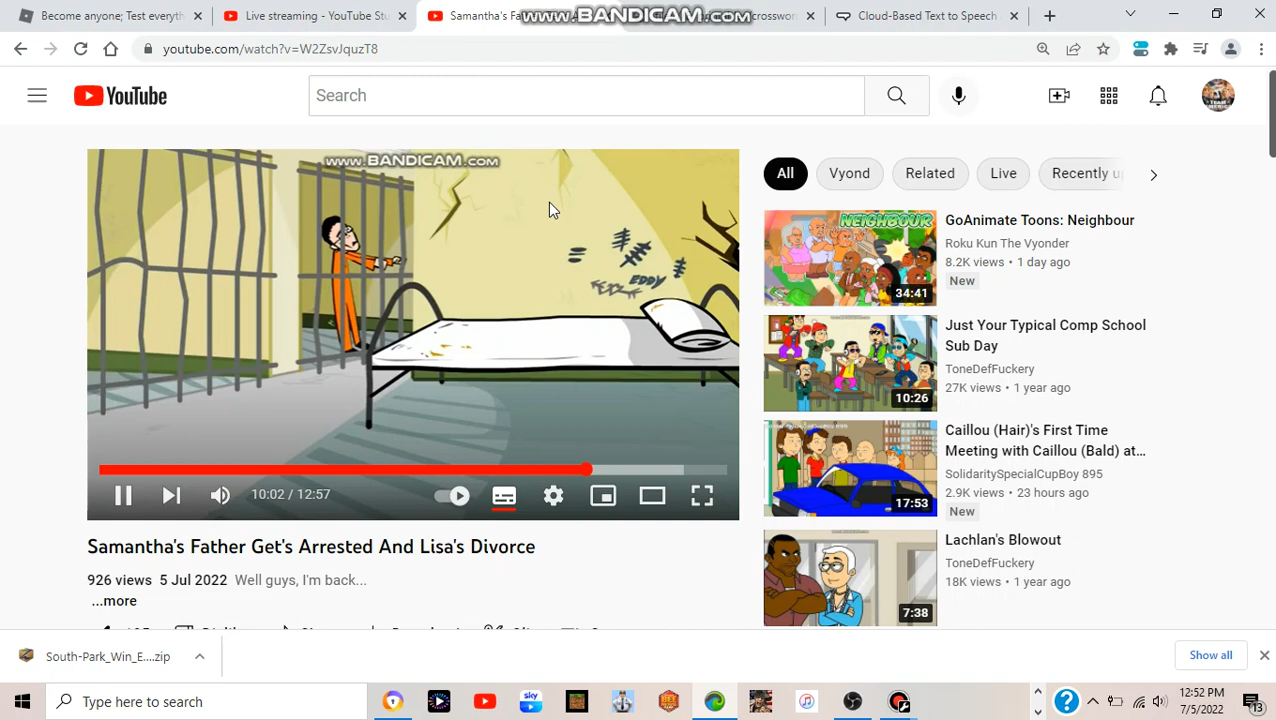 Become anyone: Test everyth
Live streaming - YouTube Stu
Samantha's Fa
www.BANDICAM.com
crosswor
Cloud-Based Text to Speech
youtube.com/watch?v=W2ZsvJquzT8
YouTube
Search
www.BANDICAM.com
EDDY
10:02 / 12:57
Samantha's Father Get's Arrested And Lisa's Divorce
926 views 5 Jul 2022 Well guys, I'm back...
...more
All
Vyond
Related
Live
Recently u
NEIGHBOUR
34:41
GoAnimate Toons: Neighbour
Roku Kun The Vyonder
8.2K views • 1 day ago
New
10:26
Just Your Typical Comp School
Sub Day
ToneDefFuckery
27K views • 1 year ago
17:53
Caillou (Hair)'s First Time
Meeting with Caillou (Bald) at...
SolidaritySpecialCupBoy 895
2.9K views • 23 hours ago
New
7:38
Lachlan's Blowout
ToneDefFuckery
18K views • 1 year ago
South-Park_Win_E....zip
Show all
Type here to search
sky
12:52 PM
7/5/2022
13